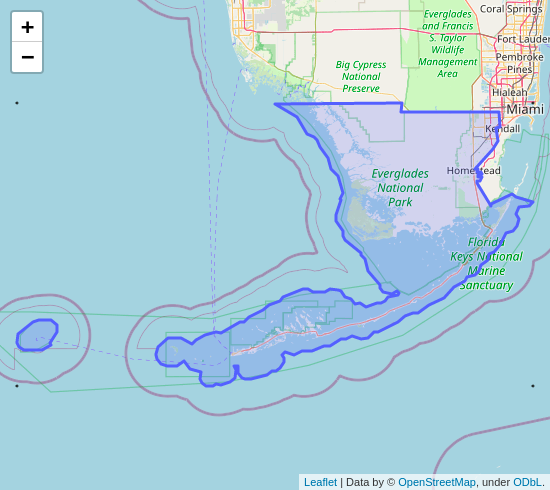 +
−
Coral Springs
Everglades
and Francis
S. Taylor
Wildlife
Management
Area
Fort Lauder
Pembroke
Pines
Big Cypress
National
Preserve
Hialeah
Miami
Kendall
Everglades
National
Park
Homestead
Florida
Keys National
Marine
Sanctuary
Leaflet | Data by © OpenStreetMap, under ODbL.